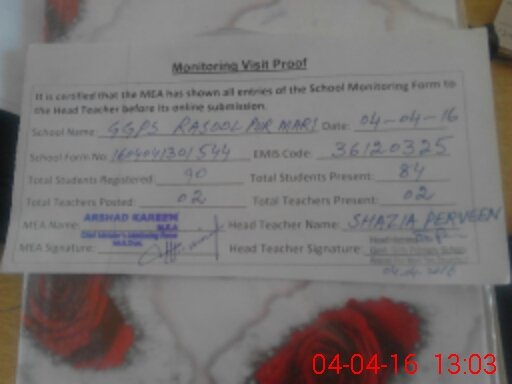 Monitoring Visit Proof
It is certified that the MEA has shown all entries of the School Monitoring Form to
the Head Teacher before its online submission.
School Name: GGPS RASOOL PUR MARI Date: 04-04-16
School Form No. 1604041301544 EMIS Code: 36120325
Total Students Registered: 90 Total Students Present: 84
Total Teachers Posted: 02 Total Teachers Present: 02
MEA Name: ARSHAD KAREEM Head Teacher Name: SHAZIA PERVEEN
MEA
MEA Signature: Head Teacher Signature:
04-04-16 13:03